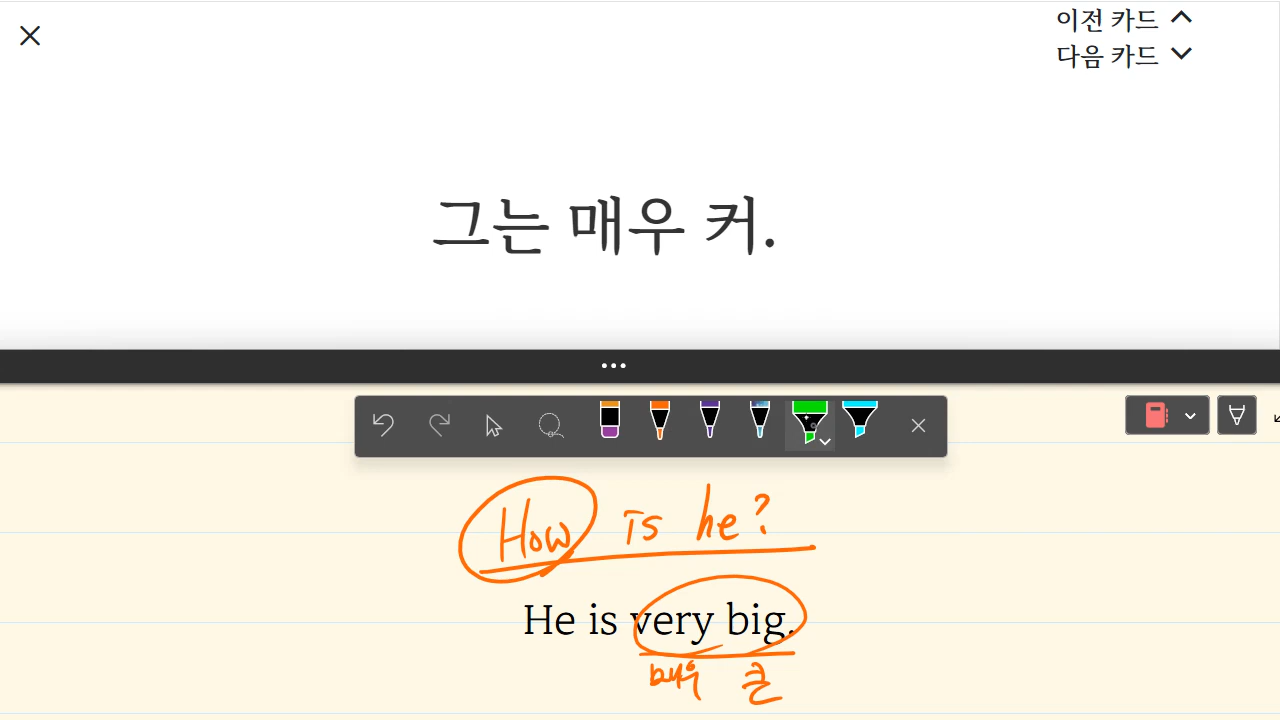 이전 카드
다음 카드
그는 매우 커.
How is he?
He is very big.
매우 큰